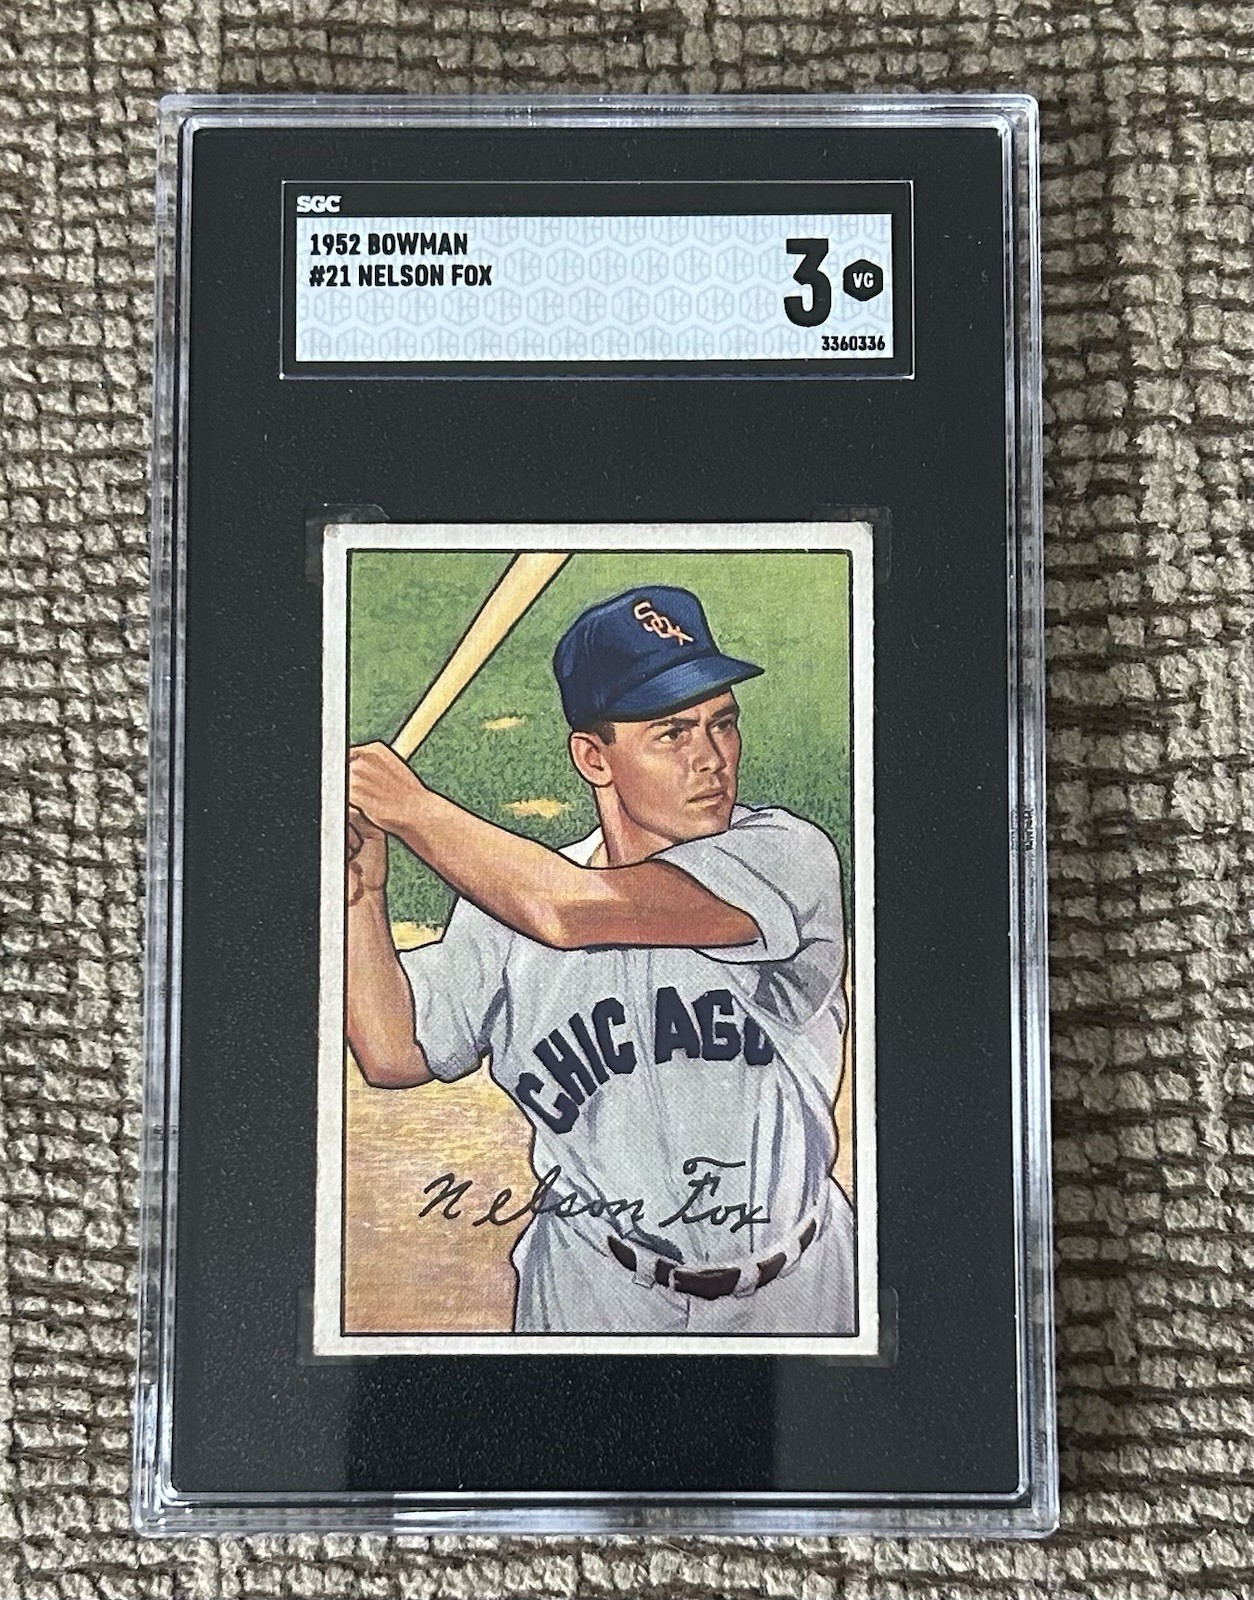 SGC
1952 BOWMAN
#21 NELSON FOX
3 VG
3360336
SOX
CHICAGO
Nelson Fox